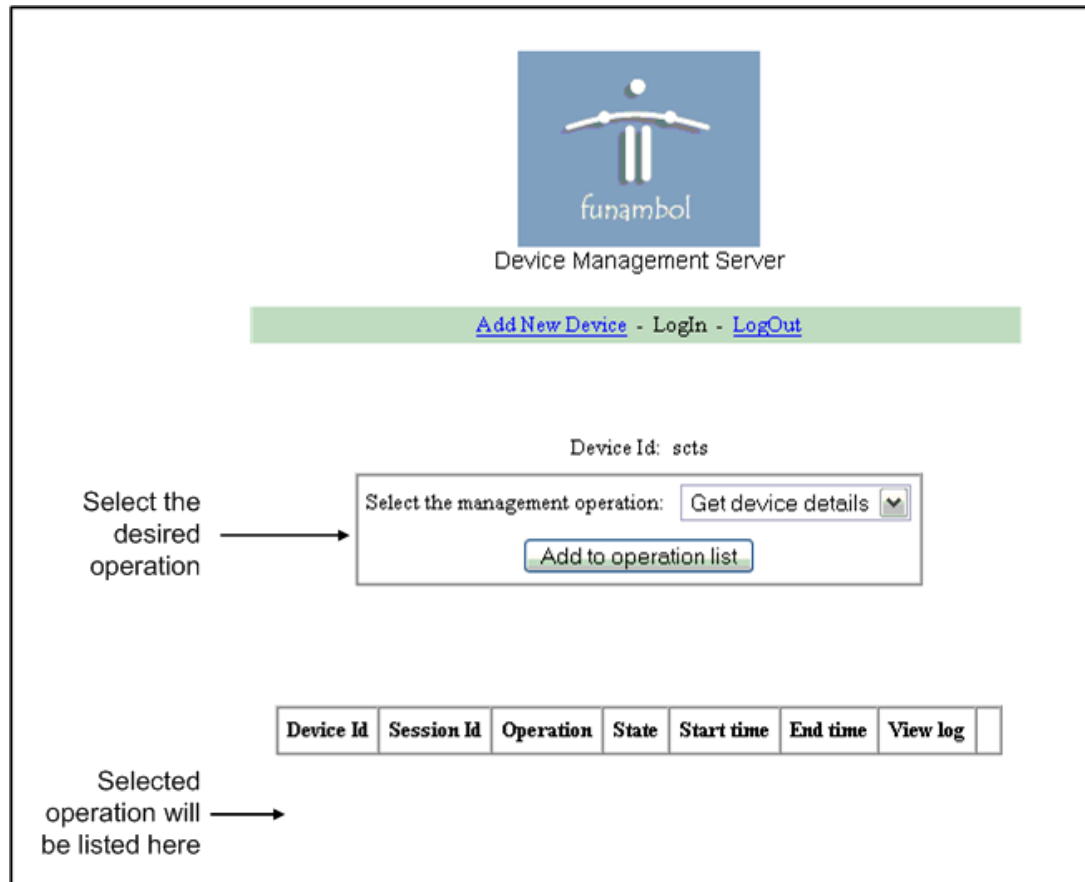 funambol
Device Management Server
Add New Device - LogIn - LogOut
Device Id: scts
Select the desired operation
Select the management operation: Get device details
Add to operation list
Device Id Session Id Operation State Start time End time View log
Selected operation will be listed here